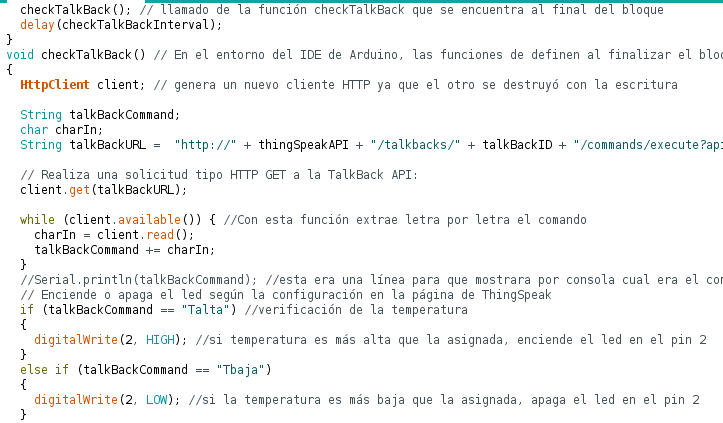 checkTalkBack(); // llamado de la función checkTalkBack que se encuentra al final del bloque
delay(checkTalkBackInterval);
}
void checkTalkBack() // En el entorno del IDE de Arduino, las funciones de definen al finalizar el bloq
{
HttpClient client; // genera un nuevo cliente HTTP ya que el otro se destruyó con la escritura
String talkBackCommand;
char charIn;
String talkBackURL =  "http://" + thingSpeakAPI + "/talkbacks/" + talkBackID + "/commands/execute?api
// Realiza una solicitud tipo HTTP GET a la TalkBack API:
client.get(talkBackURL);
while (client.available()) { //Con esta función extrae letra por letra el comando
charIn = client.read();
talkBackCommand += charIn;
}
//Serial.println(talkBackCommand); //esta era una línea para que mostrara por consola cual era el com
// Enciende o apaga el led según la configuración en la página de ThingSpeak
if (talkBackCommand == "Talta") //verificación de la temperatura
{
digitalWrite(2, HIGH); //si temperatura es más alta que la asignada, enciende el led en el pin 2
}
else if (talkBackCommand == "Tbaja")
{
digitalWrite(2, LOW); //si la temperatura es más baja que la asignada, apaga el led en el pin 2
}